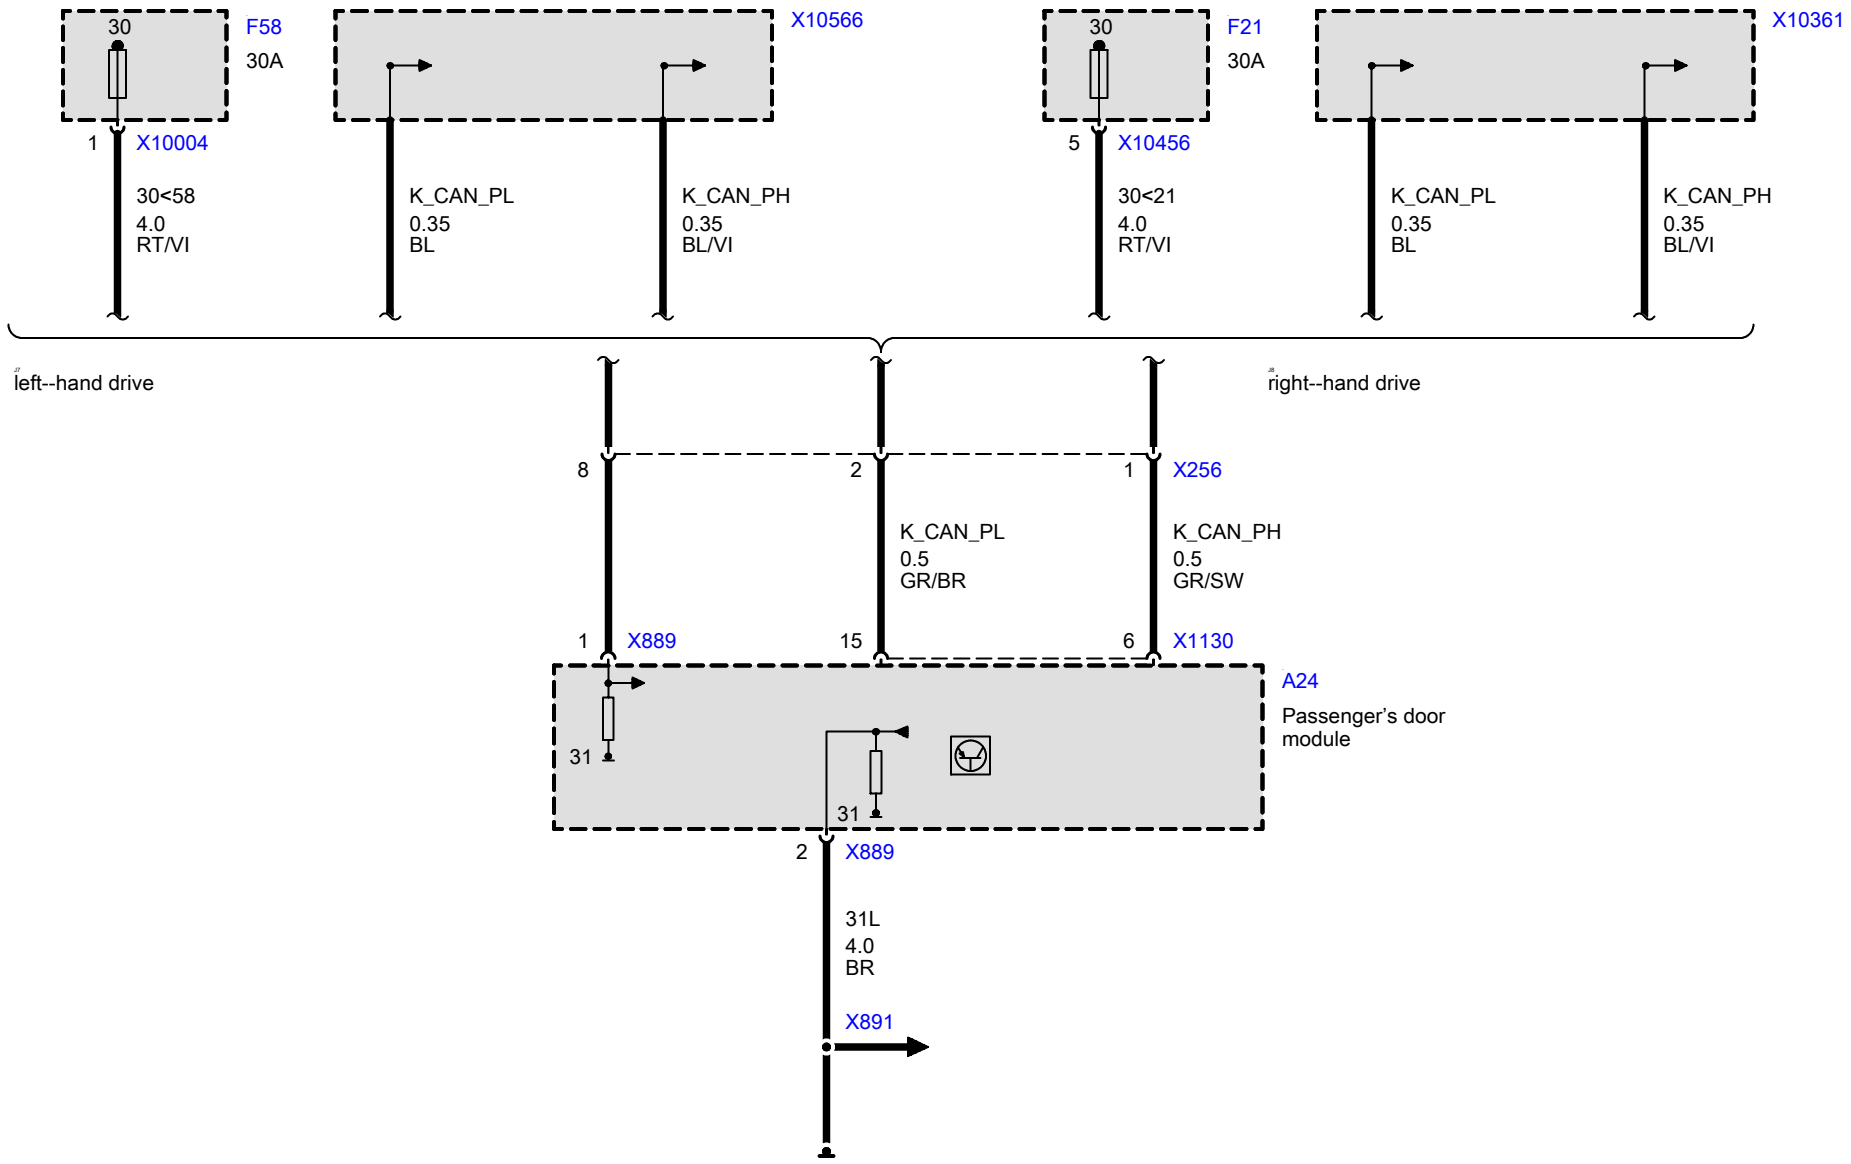 30
F58
30A
X10566
30
F21
30A
X10361
1
X10004
5
X10456
30<58
4.0
RT/VI
K_CAN_PL
0.35
BL
K_CAN_PH
0.35
BL/VI
30<21
4.0
RT/VI
K_CAN_PL
0.35
BL
K_CAN_PH
0.35
BL/VI
left--hand drive
right--hand drive
8
2
1
X256
K_CAN_PL
0.5
GR/BR
K_CAN_PH
0.5
GR/SW
1
X889
15
6
X1130
A24
Passenger’s door
module
31
31
2
X889
31L
4.0
BR
X891